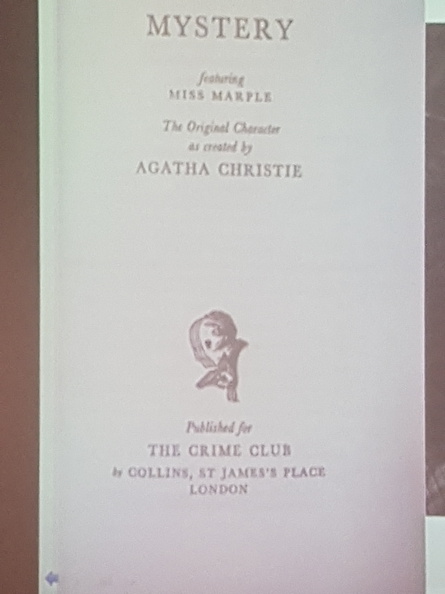 MYSTERY
featuring
MISS MARPLE
The Original Character
as created by
AGATHA CHRISTIE
Published for
THE CRIME CLUB
by COLLINS, ST JAMES'S PLACE
LONDON